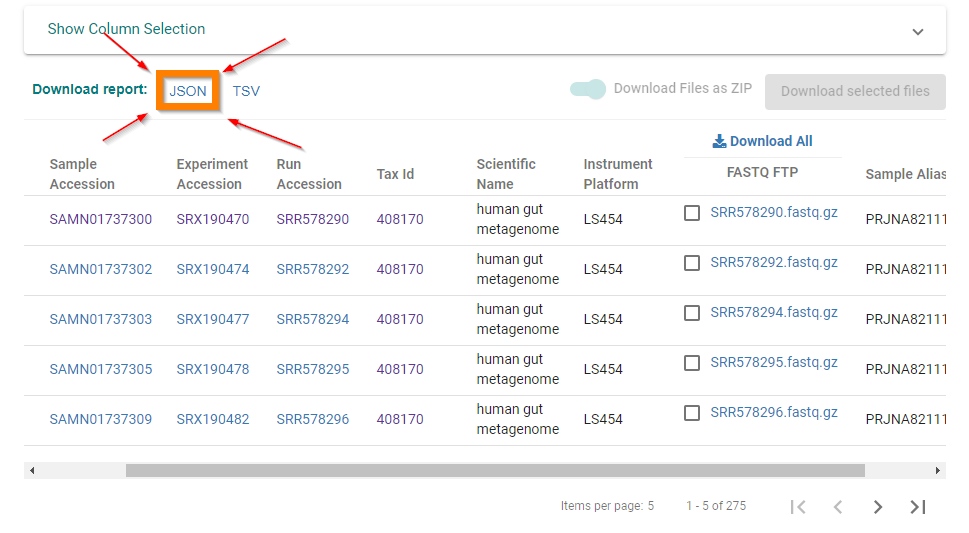 Show Column Selection
Download report: JSON TSV Download Files as ZIP Download selected files
Download All
Sample Accession Experiment Accession Run Accession Tax Id Scientific Name Instrument Platform FASTQ FTP Sample Alias
SAMN01737300 SRX190470 SRR578290 408170 human gut metagenome LS454 SRR578290.fastq.gz PRJNA82111
SAMN01737302 SRX190474 SRR578292 408170 human gut metagenome LS454 SRR578292.fastq.gz PRJNA82111
SAMN01737303 SRX190477 SRR578294 408170 human gut metagenome LS454 SRR578294.fastq.gz PRJNA82111
SAMN01737305 SRX190478 SRR578295 408170 human gut metagenome LS454 SRR578295.fastq.gz PRJNA82111
SAMN01737309 SRX190482 SRR578296 408170 human gut metagenome LS454 SRR578296.fastq.gz PRJNA82111
Items per page: 5 1 - 5 of 275